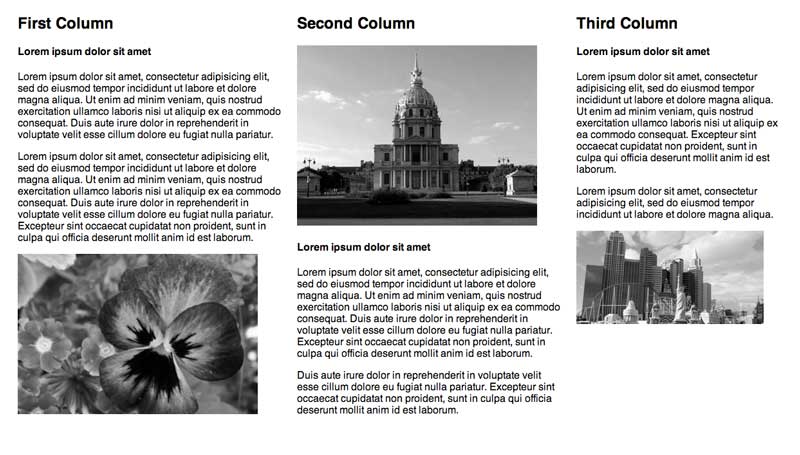 First Column
Lorem ipsum dolor sit amet
Lorem ipsum dolor sit amet, consectetur adipisicing elit,
sed do eiusmod tempor incididunt ut labore et dolore
magna aliqua. Ut enim ad minim veniam, quis nostrud
exercitation ullamco laboris nisi ut aliquip ex ea commodo
consequat. Duis aute irure dolor in reprehenderit in
voluptate velit esse cillum dolore eu fugiat nulla pariatur.
Lorem ipsum dolor sit amet, consectetur adipisicing elit,
sed do eiusmod tempor incididunt ut labore et dolore
magna aliqua. Ut enim ad minim veniam, quis nostrud
exercitation ullamco laboris nisi ut aliquip ex ea commodo
consequat. Duis aute irure dolor in reprehenderit in
voluptate velit esse cillum dolore eu fugiat nulla pariatur.
Excepteur sint occaecat cupidatat non proident, sunt in
culpa qui officia deserunt mollit anim id est laborum.
Second Column
Lorem ipsum dolor sit amet
Lorem ipsum dolor sit amet, consectetur adipisicing elit,
sed do eiusmod tempor incididunt ut labore et dolore
magna aliqua. Ut enim ad minim veniam, quis nostrud
exercitation ullamco laboris nisi ut aliquip ex ea commodo
consequat. Duis aute irure dolor in reprehenderit in
voluptate velit esse cillum dolore eu fugiat nulla pariatur.
Excepteur sint occaecat cupidatat non proident, sunt in
culpa qui officia deserunt mollit anim id est laborum.
Duis aute irure dolor in reprehenderit in voluptate velit
esse cillum dolore eu fugiat nulla pariatur. Excepteur sint
occaecat cupidatat non proident, sunt in culpa qui officia
deserunt mollit anim id est laborum.
Third Column
Lorem ipsum dolor sit amet
Lorem ipsum dolor sit amet, consectetur
adipisicing elit, sed do eiusmod tempor
incididunt ut labore et dolore magna aliqua.
Ut enim ad minim veniam, quis nostrud
exercitation ullamco laboris nisi ut aliquip ex
ea commodo consequat. Excepteur sint
occaecat cupidatat non proident, sunt in
culpa qui officia deserunt mollit anim id est
laborum.
Lorem ipsum dolor sit amet, consectetur
adipisicing elit, sed do eiusmod tempor
incididunt ut labore et dolore magna aliqua.